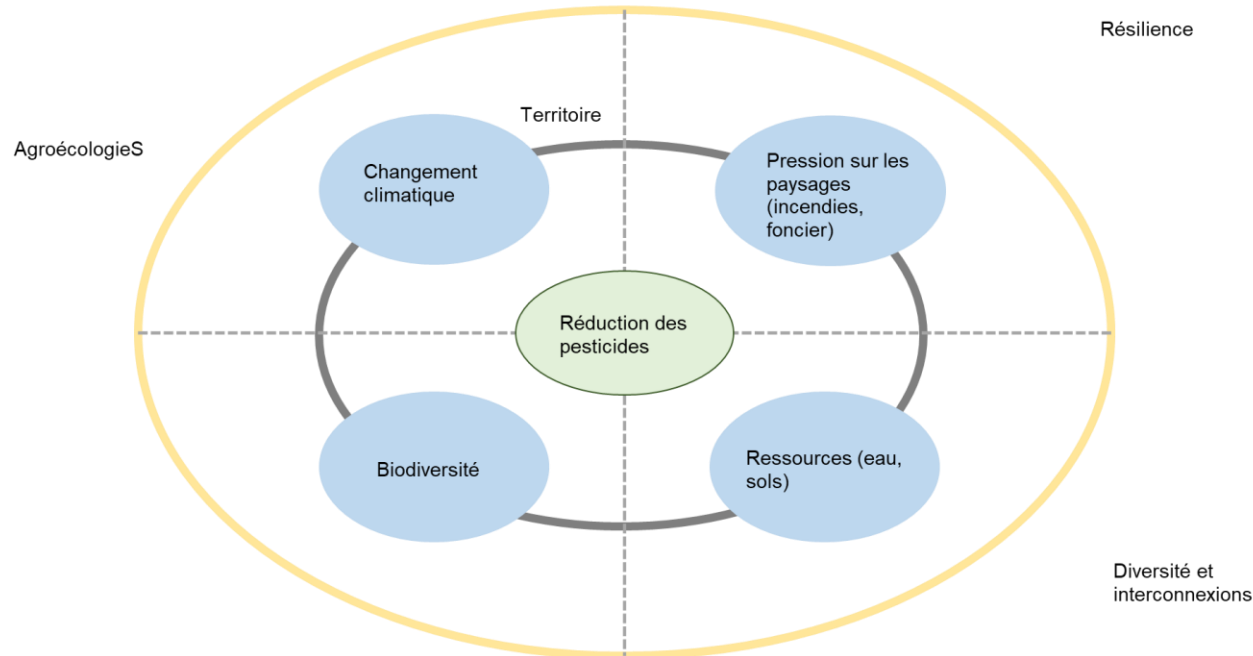 Résilience
Territoire
AgroécologieS
Changement
climatique
Pression sur les
paysages
(incendies,
foncier)
Réduction des
pesticides
Biodiversité
Ressources (eau,
sols)
Diversité et
interconnexions